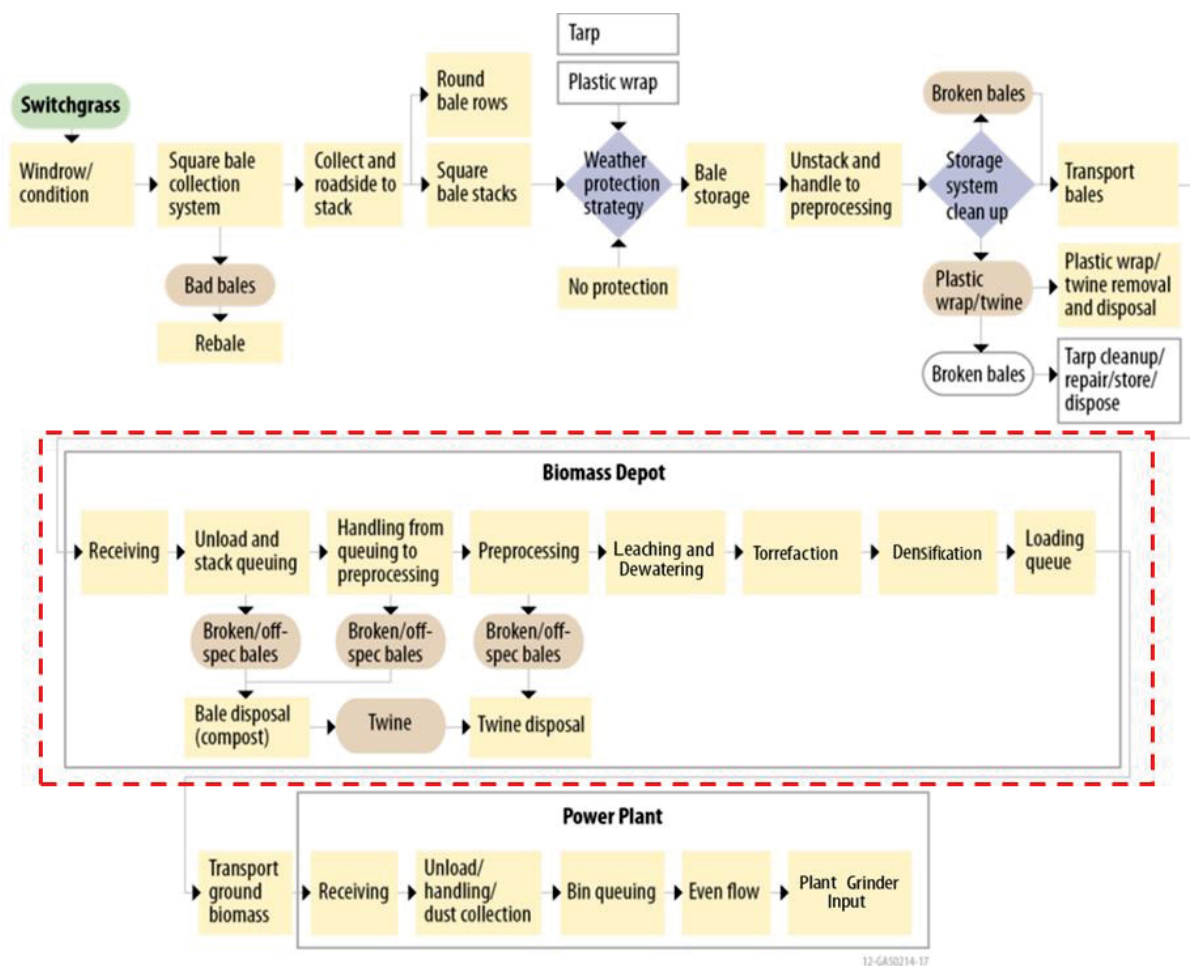 Tarp
Plastic wrap
Switchgrass
Round
bale rows
Broken bales
Windrow/
condition
Square bale
collection
system
Collect and
roadside to
stack
Square
bale stacks
Weather
protection
strategy
Bale
storage
Unstack and
handle to
preprocessing
Storage
system
clean up
Transport
bales
Bad bales
No protection
Plastic
wrap/twine
Plastic wrap/
twine removal
and disposal
Rebale
Broken bales
Tarp cleanup/
repair/store/
dispose
Biomass Depot
Receiving
Unload and
stack queuing
Handling from
queuing to
preprocessing
Preprocessing
Leaching and
Dewatering
Torrefaction
Densification
Loading
queue
Broken/off-
spec bales
Broken/off-
spec bales
Broken/off-
spec bales
Bale disposal
(compost)
Twine
Twine disposal
Power Plant
Transport
ground
biomass
Receiving
Unload/
handling/
dust collection
Bin queuing
Even flow
Plant Grinder
Input
12-GA50214-17